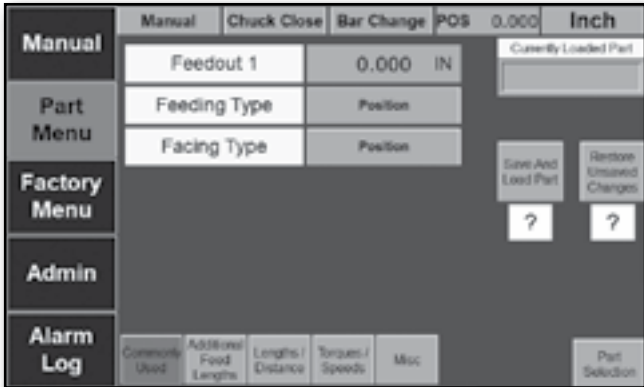 Manual
Chuck Close
Bar Change
POS 0.000
Inch
Manual
Part
Menu
Factory
Menu
Admin
Alarm
Log
Feedout 1
0.000 IN
Feeding Type
Position
Facing Type
Position
Currently Loaded Part
Save And
Load Part
Restore
Unsaved
Changes
?
?
Commonly
Used
Additional
Feed
Lengths
Lengths /
Distance
Torques /
Speeds
Misc
Part
Selection